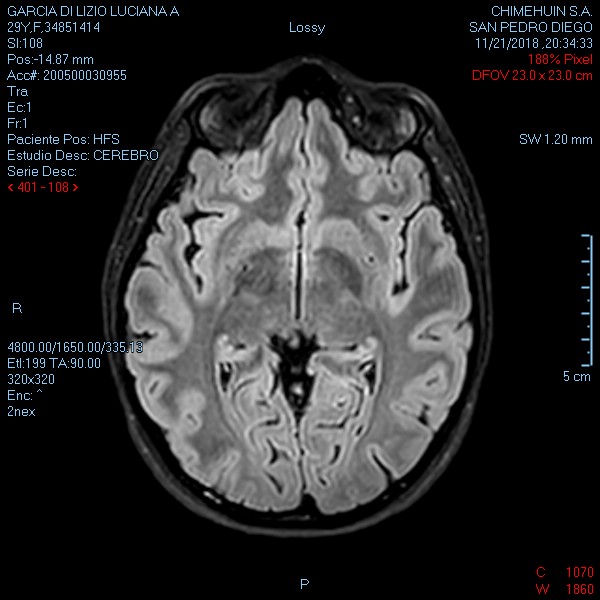 GARCIA DI LIZIO LUCIANA A
29Y,F,34851414
Sl:108
Pos:-14.87 mm
Acc#: 200500030955
Tra
Ec:1
Fr:1
Paciente Pos: HFS
Estudio Desc: CEREBRO
Serie Desc:
< 401 - 108 >
Lossy
CHIMEHUIN S.A.
SAN PEDRO DIEGO
11/21/2018 ,20:34:33
188% Pixel
DFOV 23.0 x 23.0 cm
SW 1.20 mm
R
5 cm
4800.00/1650.00/335.13
Etl:199 TA:90.00
320x320
Enc: ^
2nex
P
C 1070
W 1860